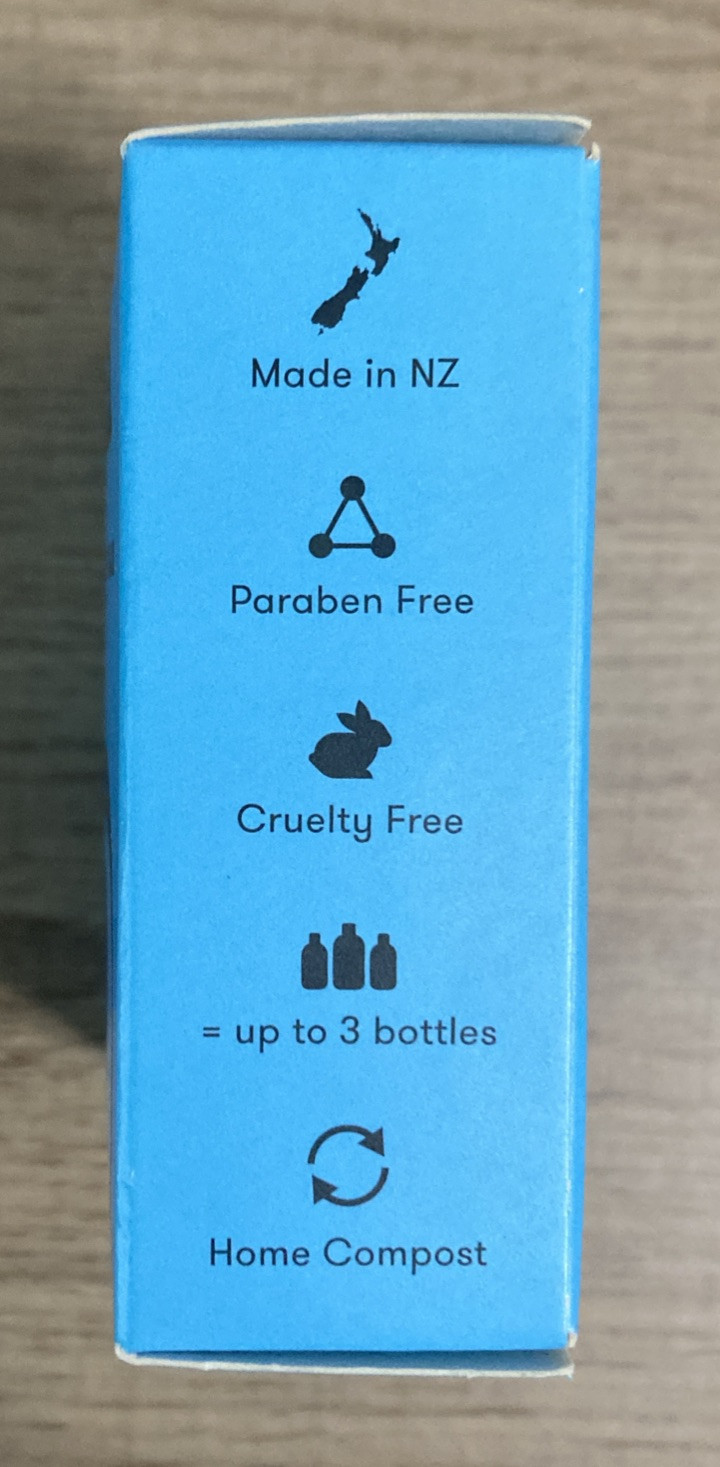 Made in NZ
Paraben Free
Cruelty Free
= up to 3 bottles
Home Compost